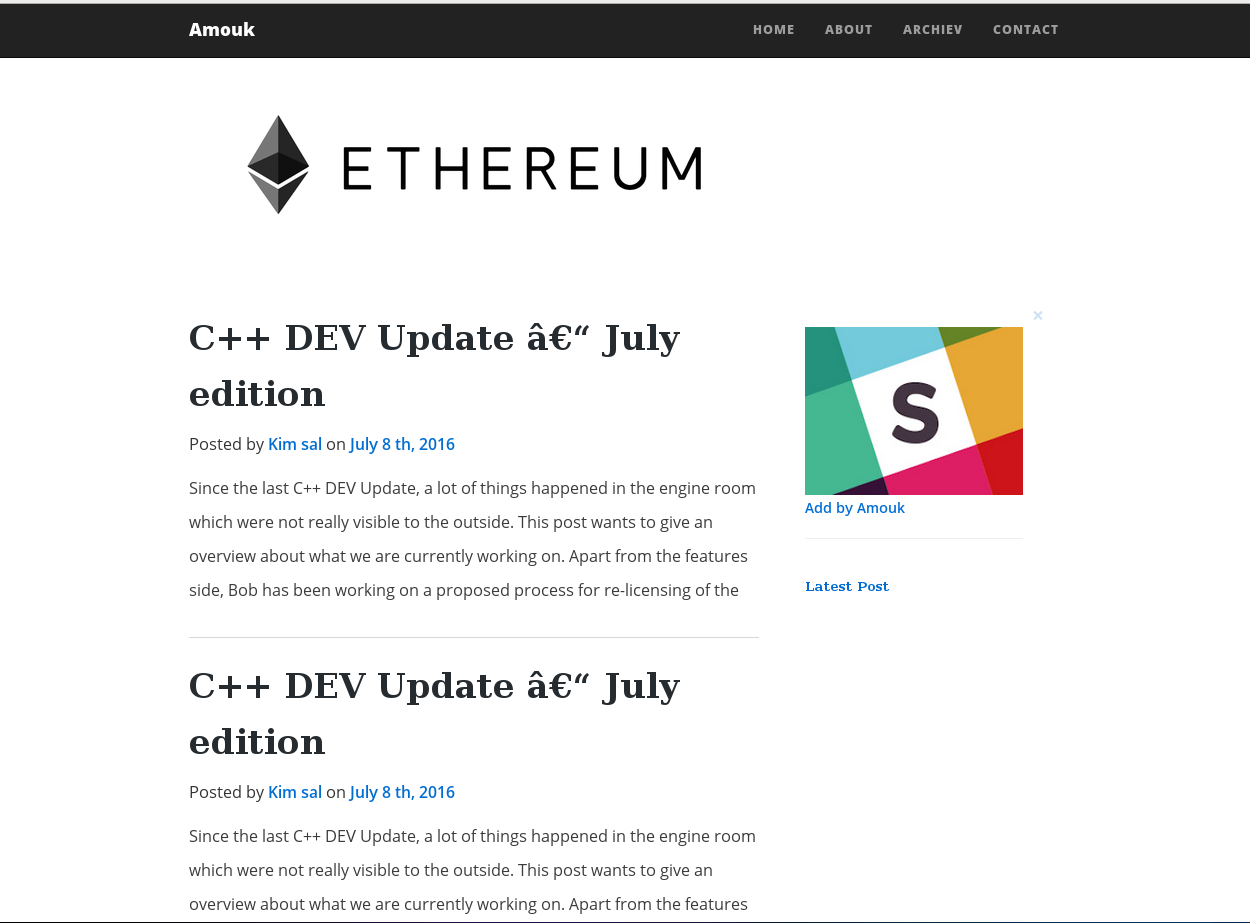 Amouk
HOME ABOUT ARCHIEV CONTACT
ETHEREUM
C++ DEV Update â€“ July
edition
Posted by Kim sal on July 8 th, 2016
Since the last C++ DEV Update, a lot of things happened in the engine room
which were not really visible to the outside. This post wants to give an
overview about what we are currently working on. Apart from the features
side, Bob has been working on a proposed process for re-licensing of the
×
S
Add by Amouk
Latest Post
C++ DEV Update â€“ July
edition
Posted by Kim sal on July 8 th, 2016
Since the last C++ DEV Update, a lot of things happened in the engine room
which were not really visible to the outside. This post wants to give an
overview about what we are currently working on. Apart from the features